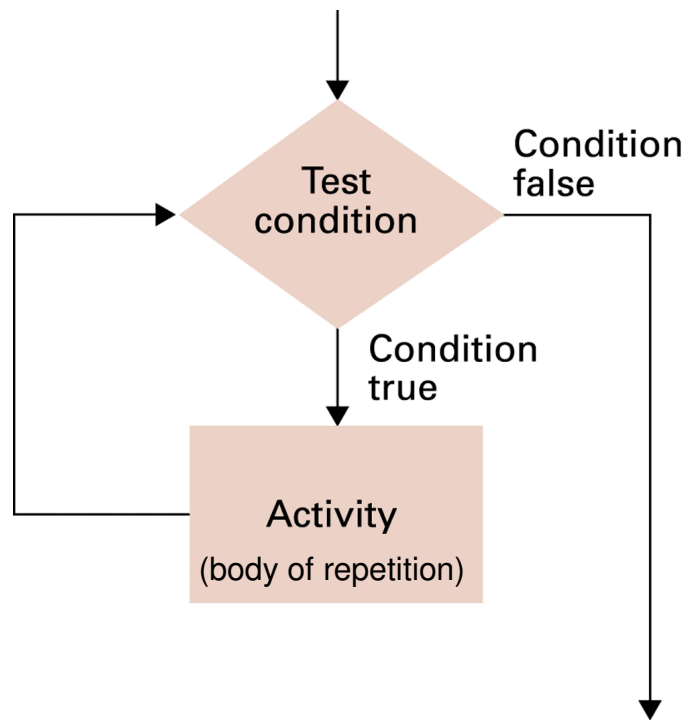 Condition
false
Test
condition
Condition
true
Activity
(body of repetition)